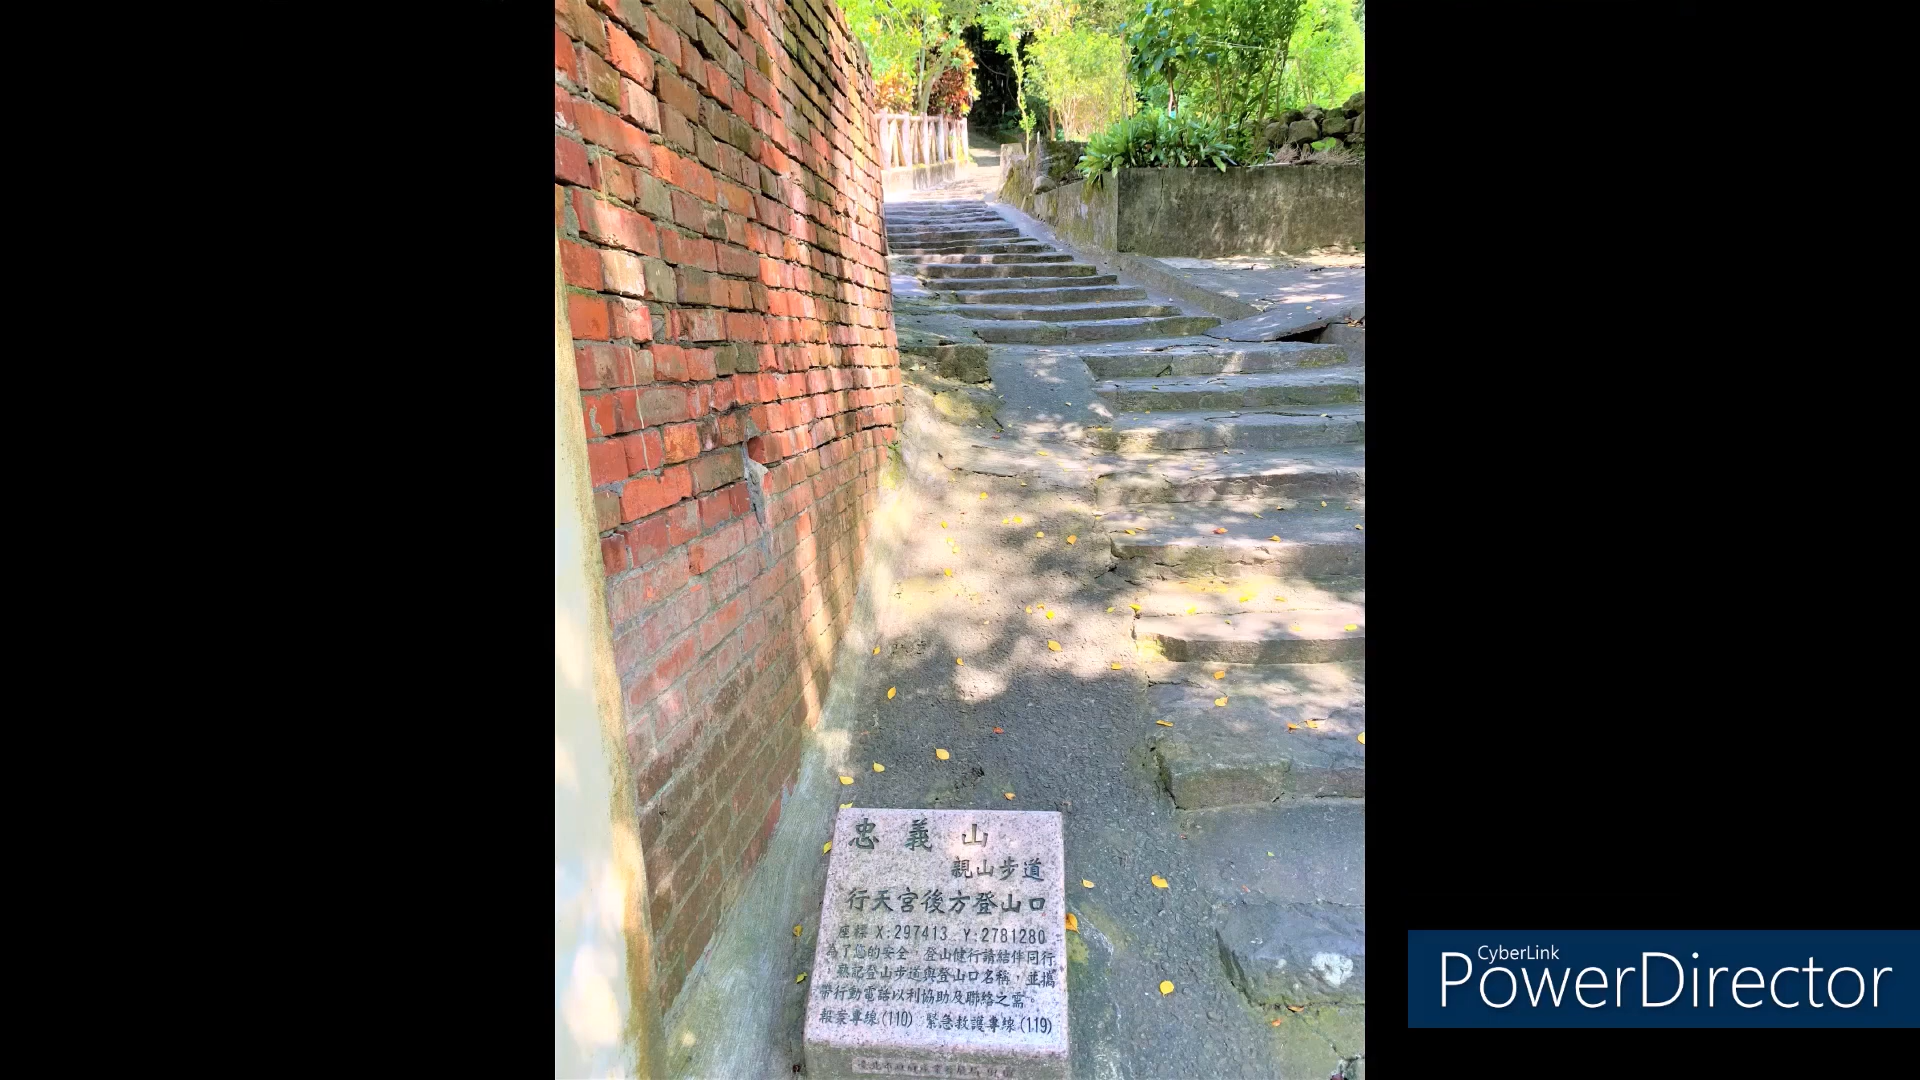 忠義山
親山步道
行天宮後方登山口
座標 X:297413 Y:2781280
為了您的安全，登山健行請結伴同行
，熟記登山步道與登山口名稱，並攜
帶行動電話以利協助及聯絡之需。
報案專線(110) 緊急救護專線(119)
CyberLink
PowerDirector